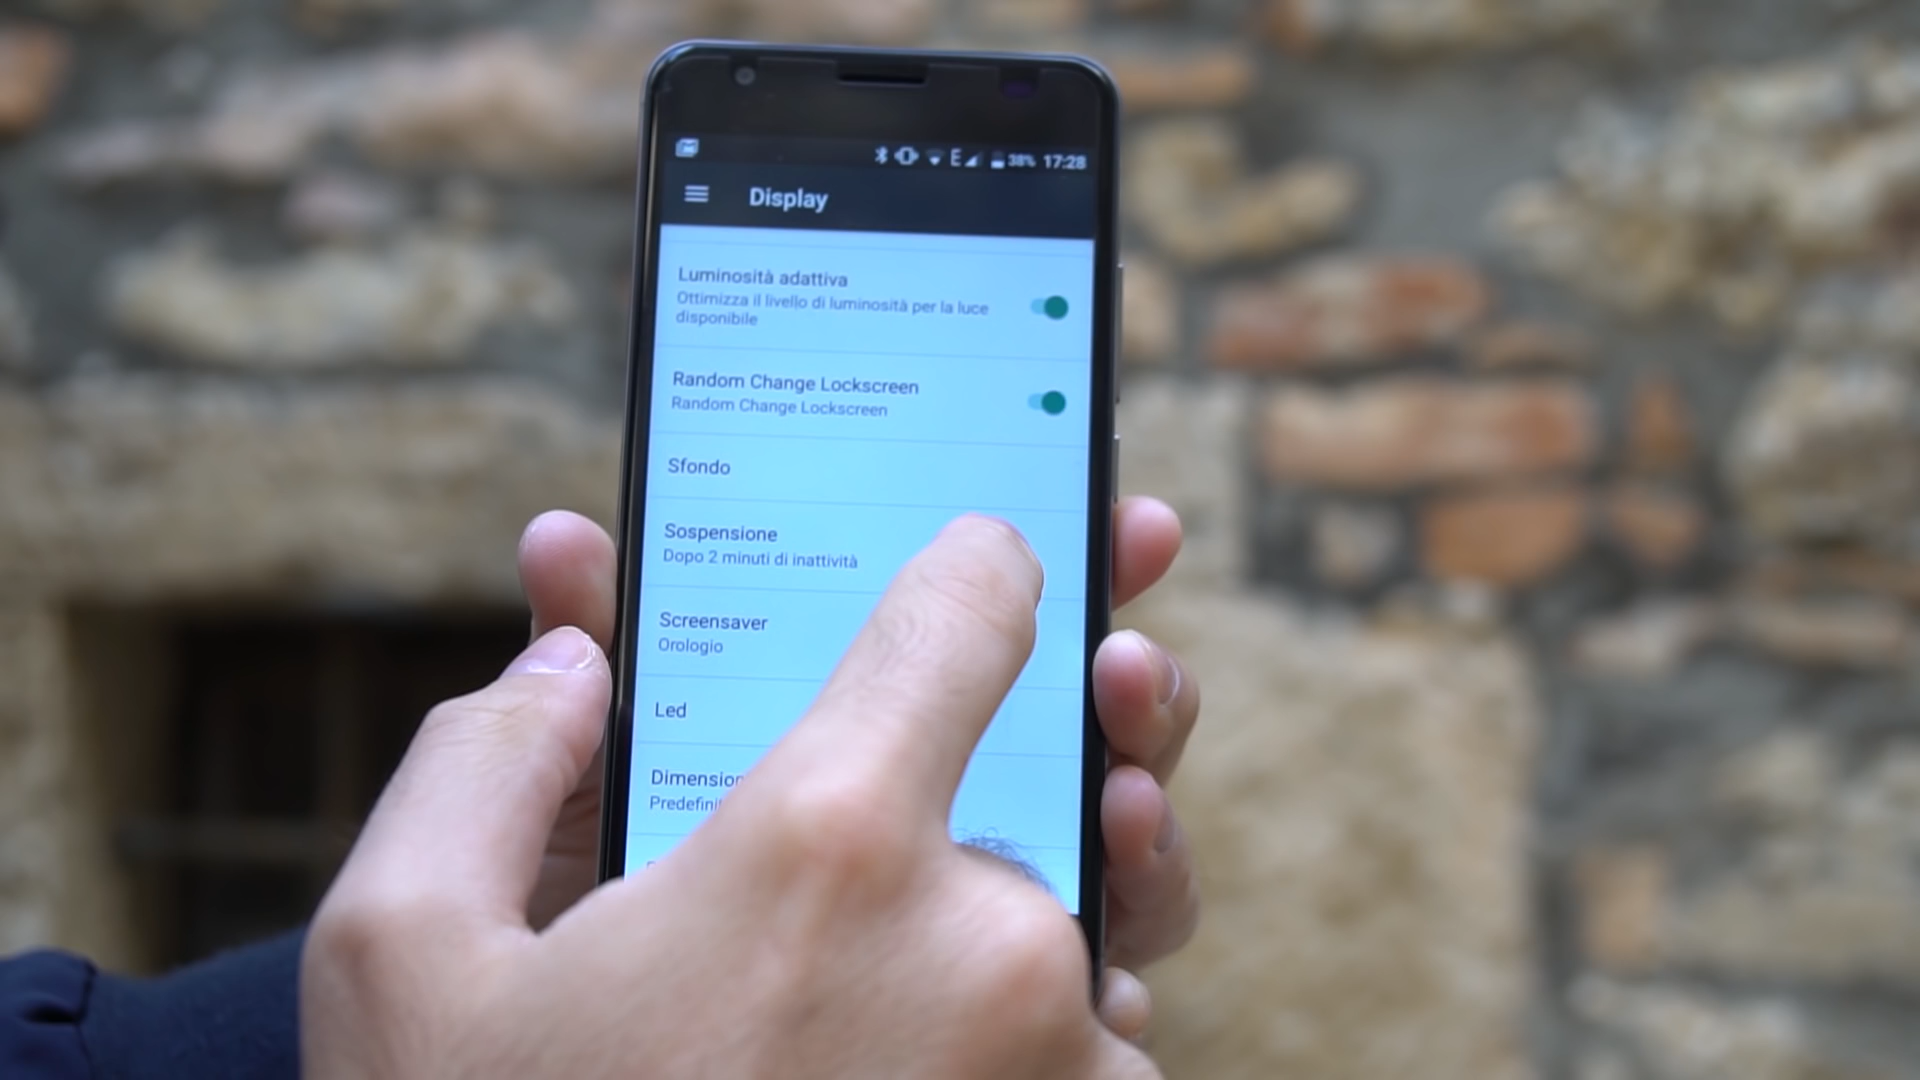 E 38% 17:28
Display
Luminosità adattiva
Ottimizza il livello di luminosità per la luce
disponibile
Random Change Lockscreen
Random Change Lockscreen
Sfondo
Sospensione
Dopo 2 minuti di inattività
Screensaver
Orologio
Led